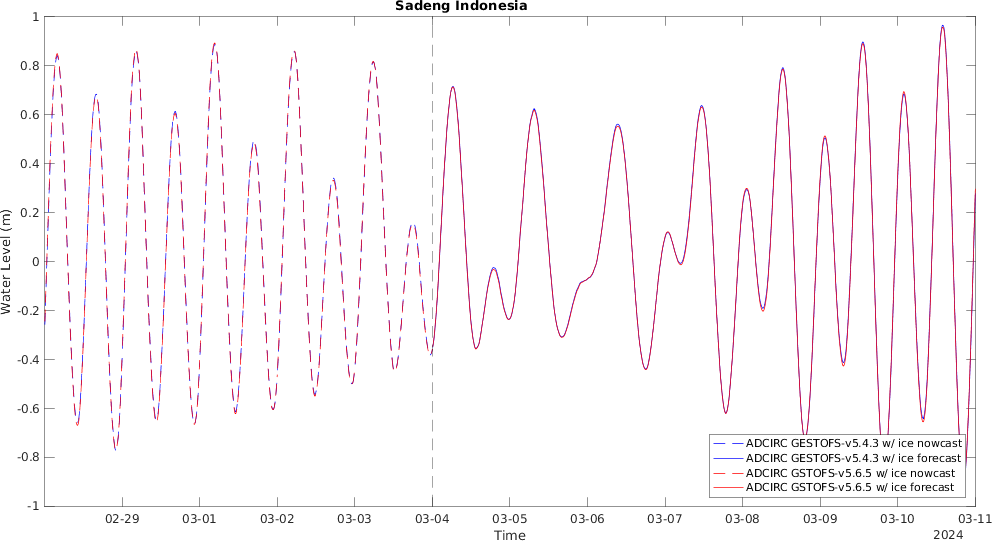 Sadeng Indonesia
Water Level (m)
1
0.8
0.6
0.4
0.2
0
-0.2
-0.4
-0.6
-0.8
-1
ADCIRC GESTOFS-v5.4.3 w/ ice nowcast
ADCIRC GESTOFS-v5.4.3 w/ ice forecast
ADCIRC GSTOFS-v5.6.5 w/ ice nowcast
ADCIRC GSTOFS-v5.6.5 w/ ice forecast
02-29 03-01 03-02 03-03 03-04 03-05 03-06 03-07 03-08 03-09 03-10 03-11
Time
2024